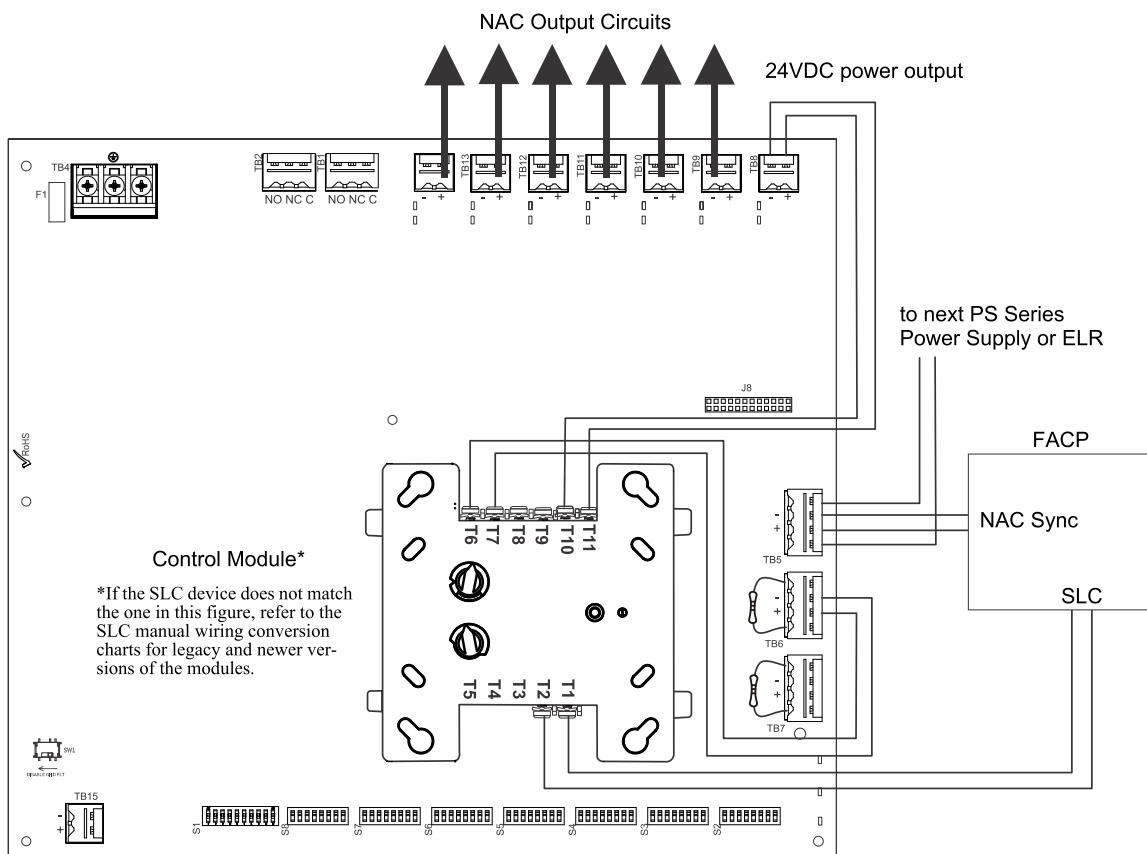 NAC Output Circuits
24VDC power output
TB4
F1
TB2
TB1
TB13
TB12
TB11
TB10
TB9
TB8
NO NC C
NO NC C
- +
- +
- +
- +
- +
- +
- +
to next PS Series
Power Supply or ELR
J8
RoHS
FACP
NAC Sync
SLC
- +
TB5
- +
TB6
- +
TB7
T6 T7 T8 T9 T10 T11
T5 T4 T3 T2 T1
Control Module*
*If the SLC device does not match
the one in this figure, refer to the
SLC manual wiring conversion
charts for legacy and newer ver-
sions of the modules.
SW1
DISABLE GND FLT
TB15
- +
S1
S8
S7
S6
S5
S4
S3
S2